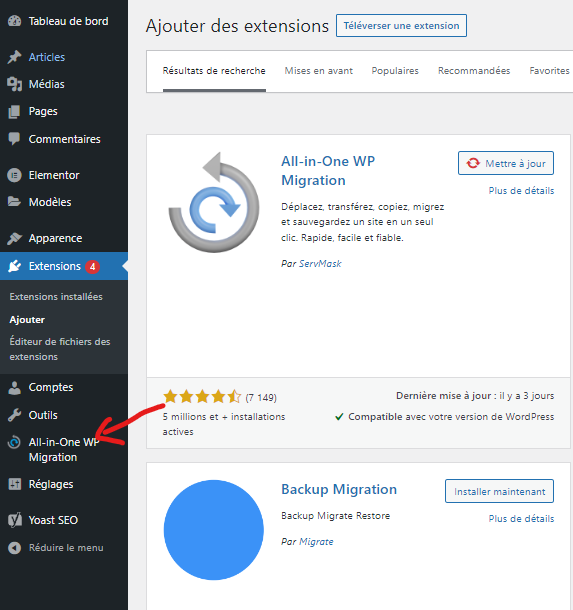 Tableau de bord
Articles
Médias
Pages
Commentaires
Elementor
Modèles
Apparence
Extensions 4
Extensions installées
Ajouter
Éditeur de fichiers des
extensions
Comptes
Outils
All-in-One WP
Migration
Réglages
Yoast SEO
Réduire le menu
Ajouter des extensions
Téléverser une extension
Résultats de recherche
Mises en avant
Populaires
Recommandées
Favorites
All-in-One WP
Migration
Mettre à jour
Plus de détails
Déplacez, transférez, copiez, migrez
et sauvegardez un site en un seul
clic. Rapide, facile et fiable.
Par ServMask
(7 149)
5 millions et + installations
actives
Dernière mise à jour : il y a 3 jours
Compatible avec votre version de WordPress
Backup Migration
Installer maintenant
Plus de détails
Backup Migrate Restore
Par Migrate